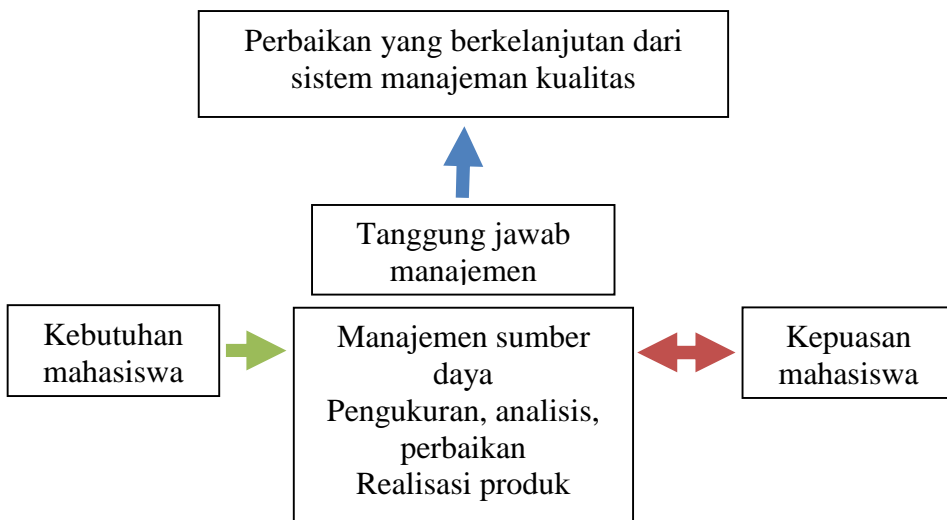 Perbaikan yang berkelanjutan dari
sistem manajeman kualitas
Tanggung jawab
manajemen
Kebutuhan
mahasiswa
Manajemen sumber
daya
Pengukuran, analisis,
perbaikan
Realisasi produk
Kepuasan
mahasiswa